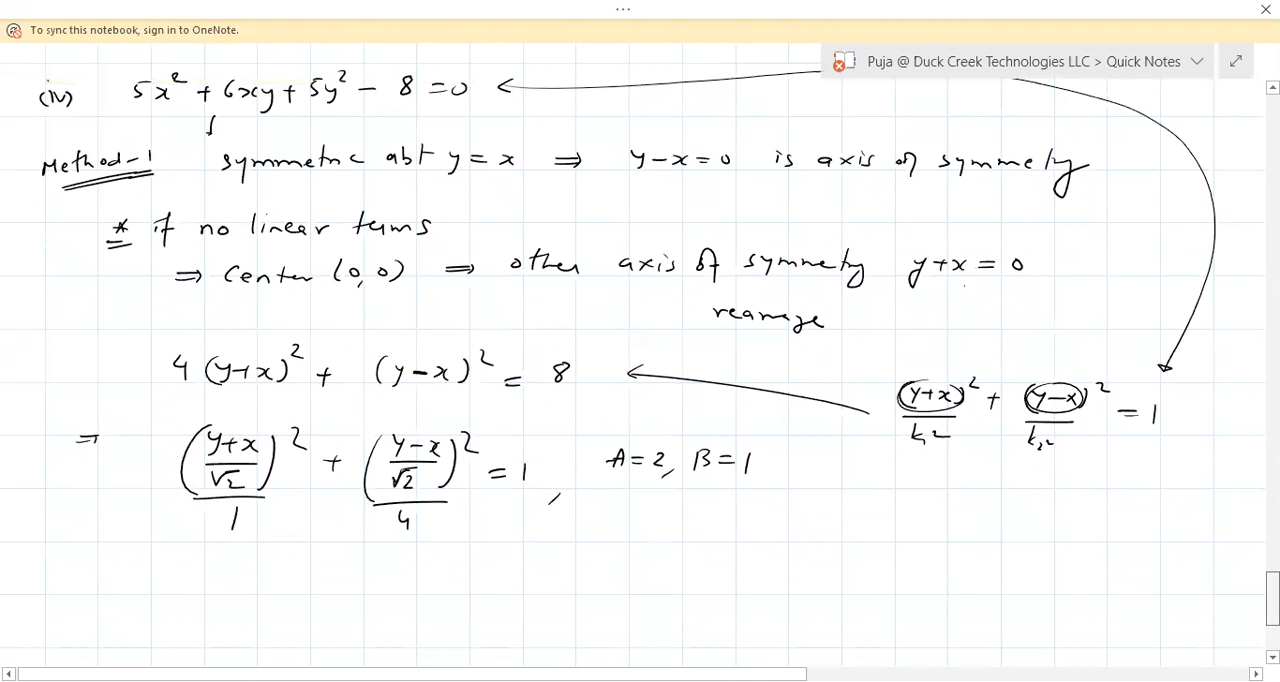 ...
To sync this notebook, sign in to OneNote.
Puja @ Duck Creek Technologies LLC > Quick Notes
(iv) 5x² + 6xy + 5y² - 8 = 0
Method-1 symmetric abt y = x ⇒ y - x = 0 is axis of symmety
* if no linear terms
⇒ center (0,0) ⇒ other axis of symmety y + x = 0
rearrage
4 (y+x)² + (y-x)² = 8
(y+x)²/k₁² + (y-x)²/k₂² = 1
⇒ ((y+x)/√2)²/1 + ((y-x)/√2)²/4 = 1, A = 2, B = 1